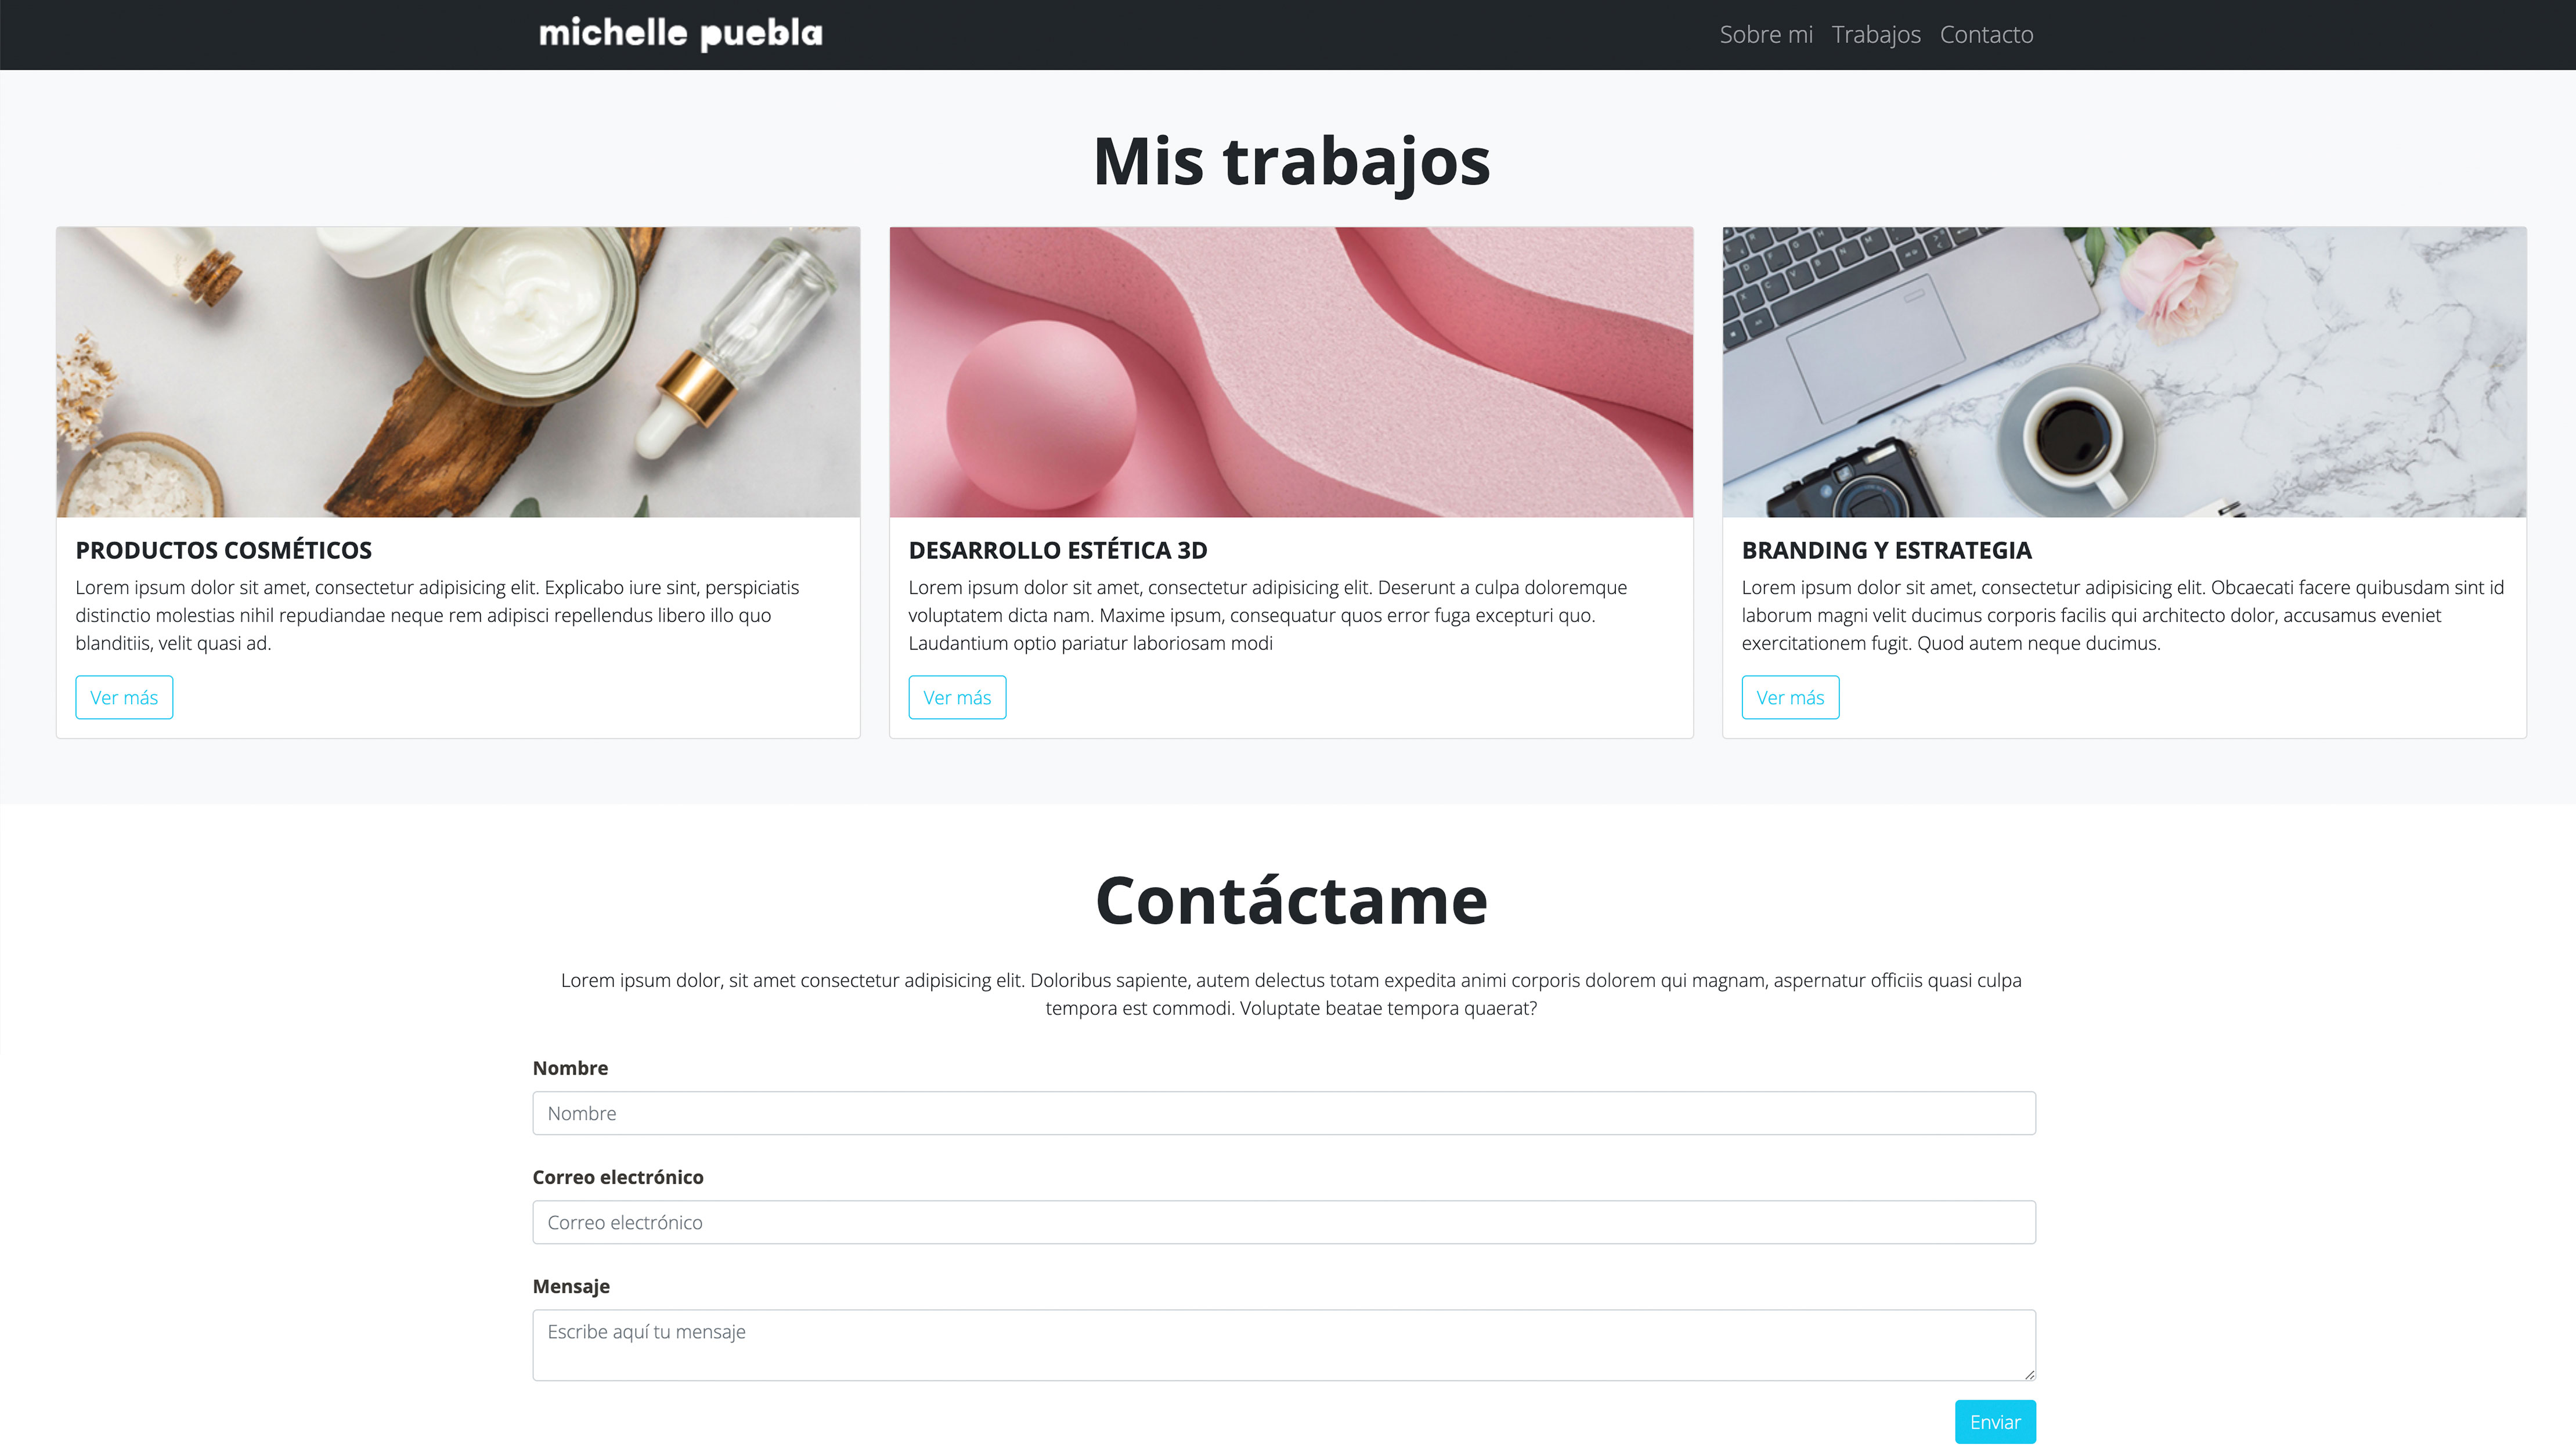 michelle puebla
Sobre mi Trabajos Contacto
Mis trabajos
PRODUCTOS COSMÉTICOS
Lorem ipsum dolor sit amet, consectetur adipisicing elit. Explicabo iure sint, perspiciatis
distinctio molestias nihil repudiandae neque rem adipisci repellendus libero illo quo
blanditiis, velit quasi ad.
Ver más
DESARROLLO ESTÉTICA 3D
Lorem ipsum dolor sit amet, consectetur adipisicing elit. Deserunt a culpa doloremque
voluptatem dicta nam. Maxime ipsum, consequatur quos error fuga excepturi quo.
Laudantium optio pariatur laboriosam modi
Ver más
BRANDING Y ESTRATEGIA
Lorem ipsum dolor sit amet, consectetur adipisicing elit. Obcaecati facere quibusdam sint id
laborum magni velit ducimus corporis facilis qui architecto dolor, accusamus eveniet
exercitationem fugit. Quod autem neque ducimus.
Ver más
Contáctame
Lorem ipsum dolor, sit amet consectetur adipisicing elit. Doloribus sapiente, autem delectus totam expedita animi corporis dolorem qui magnam, aspernatur officiis quasi culpa
tempora est commodi. Voluptate beatae tempora quaerat?
Nombre
Nombre
Correo electrónico
Correo electrónico
Mensaje
Escribe aquí tu mensaje
Enviar